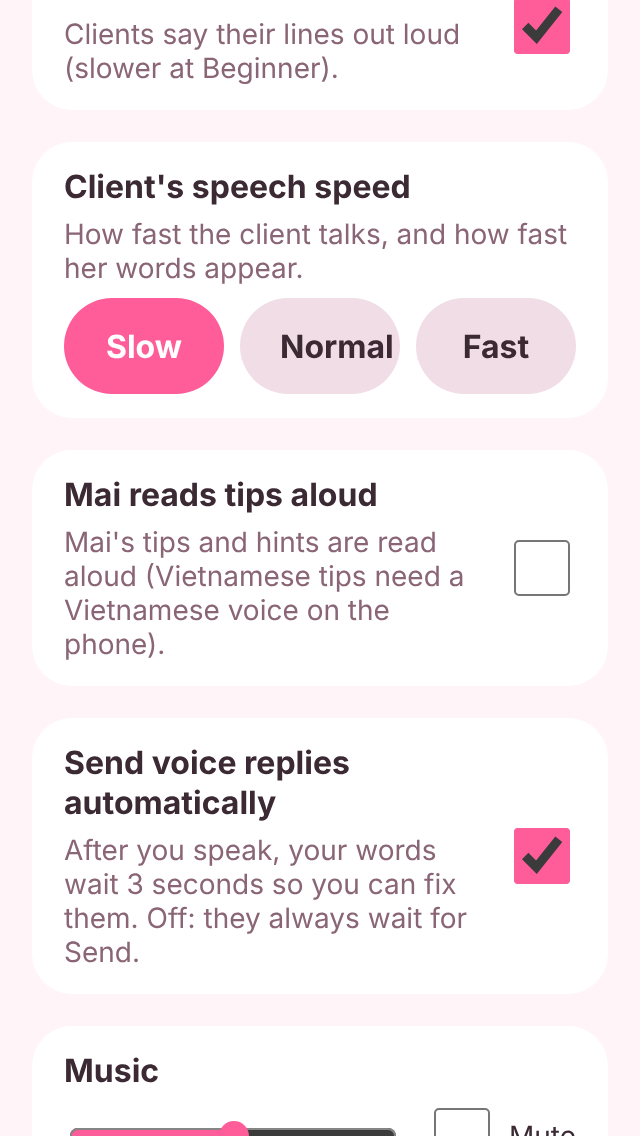 Clients say their lines out loud
(slower at Beginner).
Client's speech speed
How fast the client talks, and how fast
her words appear.
Slow
Normal
Fast
Mai reads tips aloud
Mai's tips and hints are read
aloud (Vietnamese tips need a
Vietnamese voice on the
phone).
Send voice replies
automatically
After you speak, your words
wait 3 seconds so you can fix
them. Off: they always wait for
Send.
Music
Mute